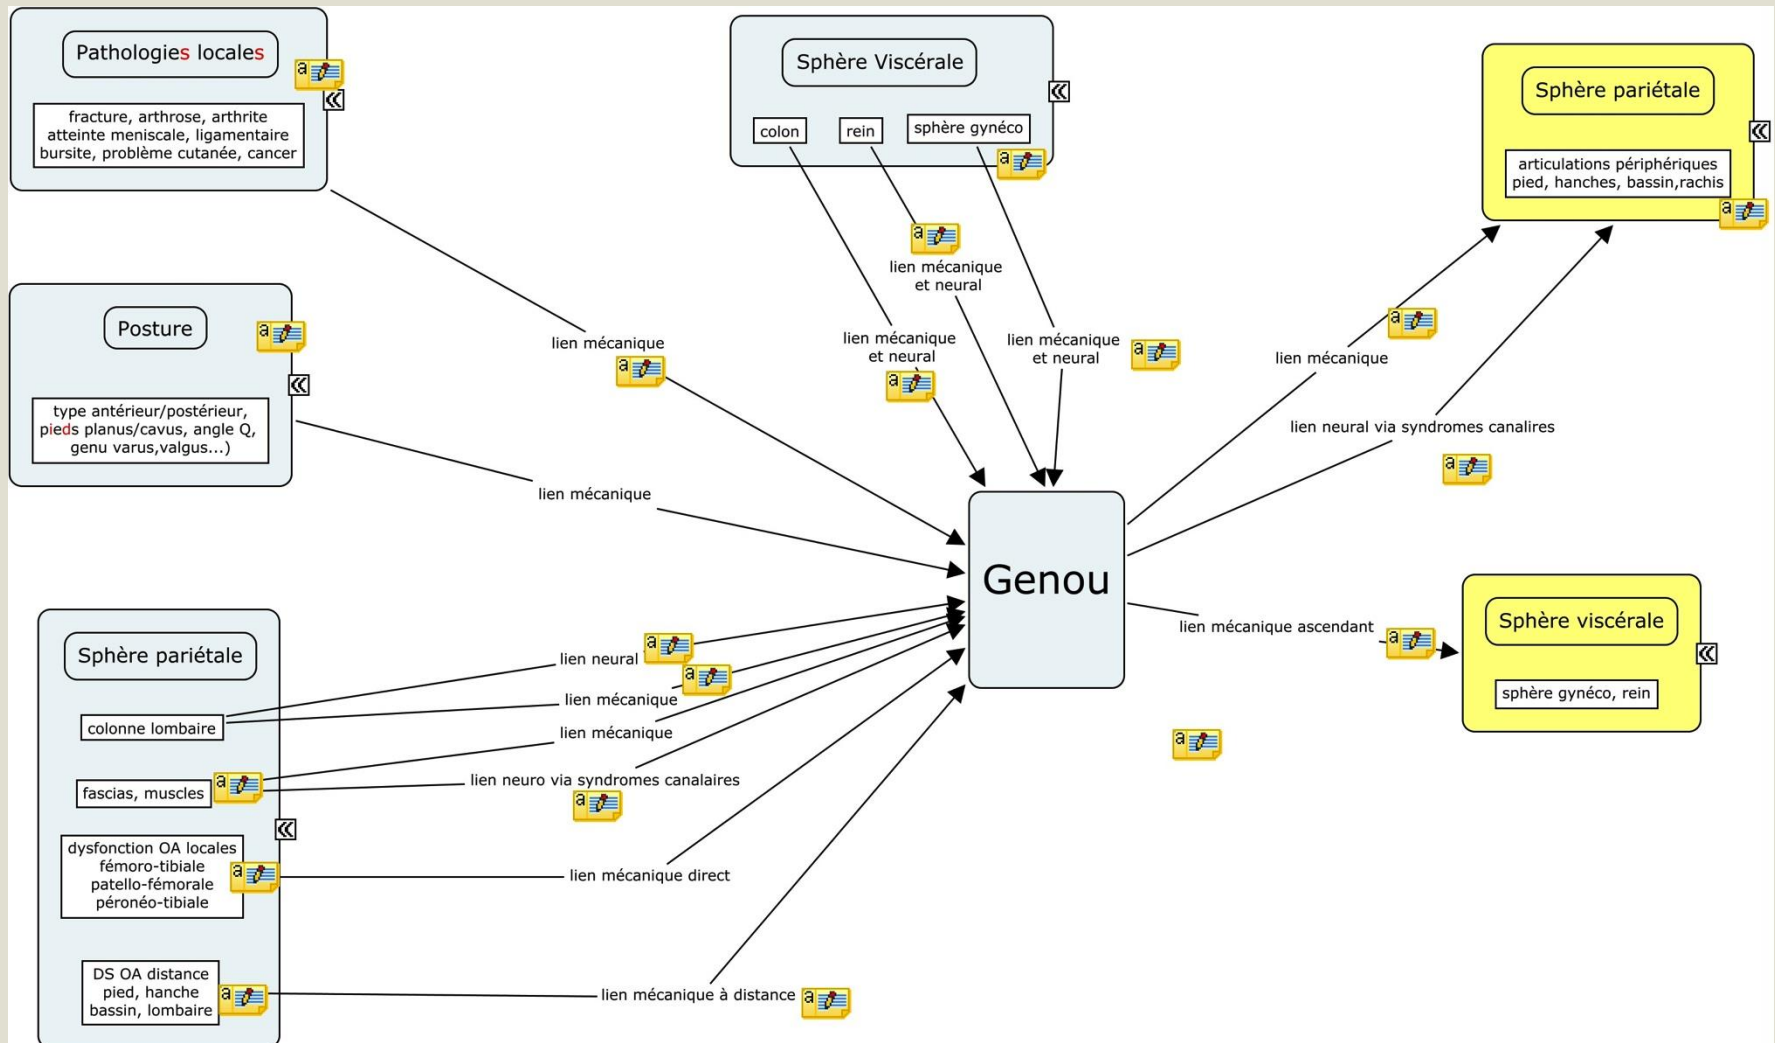 Pathologies locales
fracture, arthrose, arthrite
atteinte meniscale, ligamentaire
bursite, problème cutanée, cancer
Sphère Viscérale
colon
rein
sphère gynéco
Sphère pariétale
articulations périphériques
pied, hanches, bassin,rachis
Posture
type antérieur/postérieur,
pieds planus/cavus, angle Q,
genu varus,valgus...)
lien mécanique
lien mécanique
et neural
lien mécanique
et neural
lien mécanique
et neural
lien mécanique
lien neural via syndromes canalires
lien mécanique
Genou
Sphère viscérale
sphère gynéco, rein
lien mécanique ascendant
Sphère pariétale
colonne lombaire
fascias, muscles
dysfonction OA locales
fémoro-tibiale
patello-fémorale
péronéo-tibiale
DS OA distance
pied, hanche
bassin, lombaire
lien neural
lien mécanique
lien mécanique
lien neuro via syndromes canalaires
lien mécanique direct
lien mécanique à distance